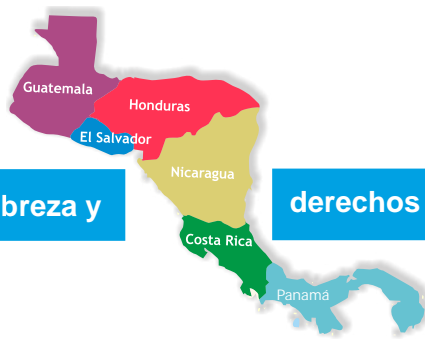 Guatemala
Honduras
El Salvador
Nicaragua
breza y
derechos
Costa Rica
Panamá